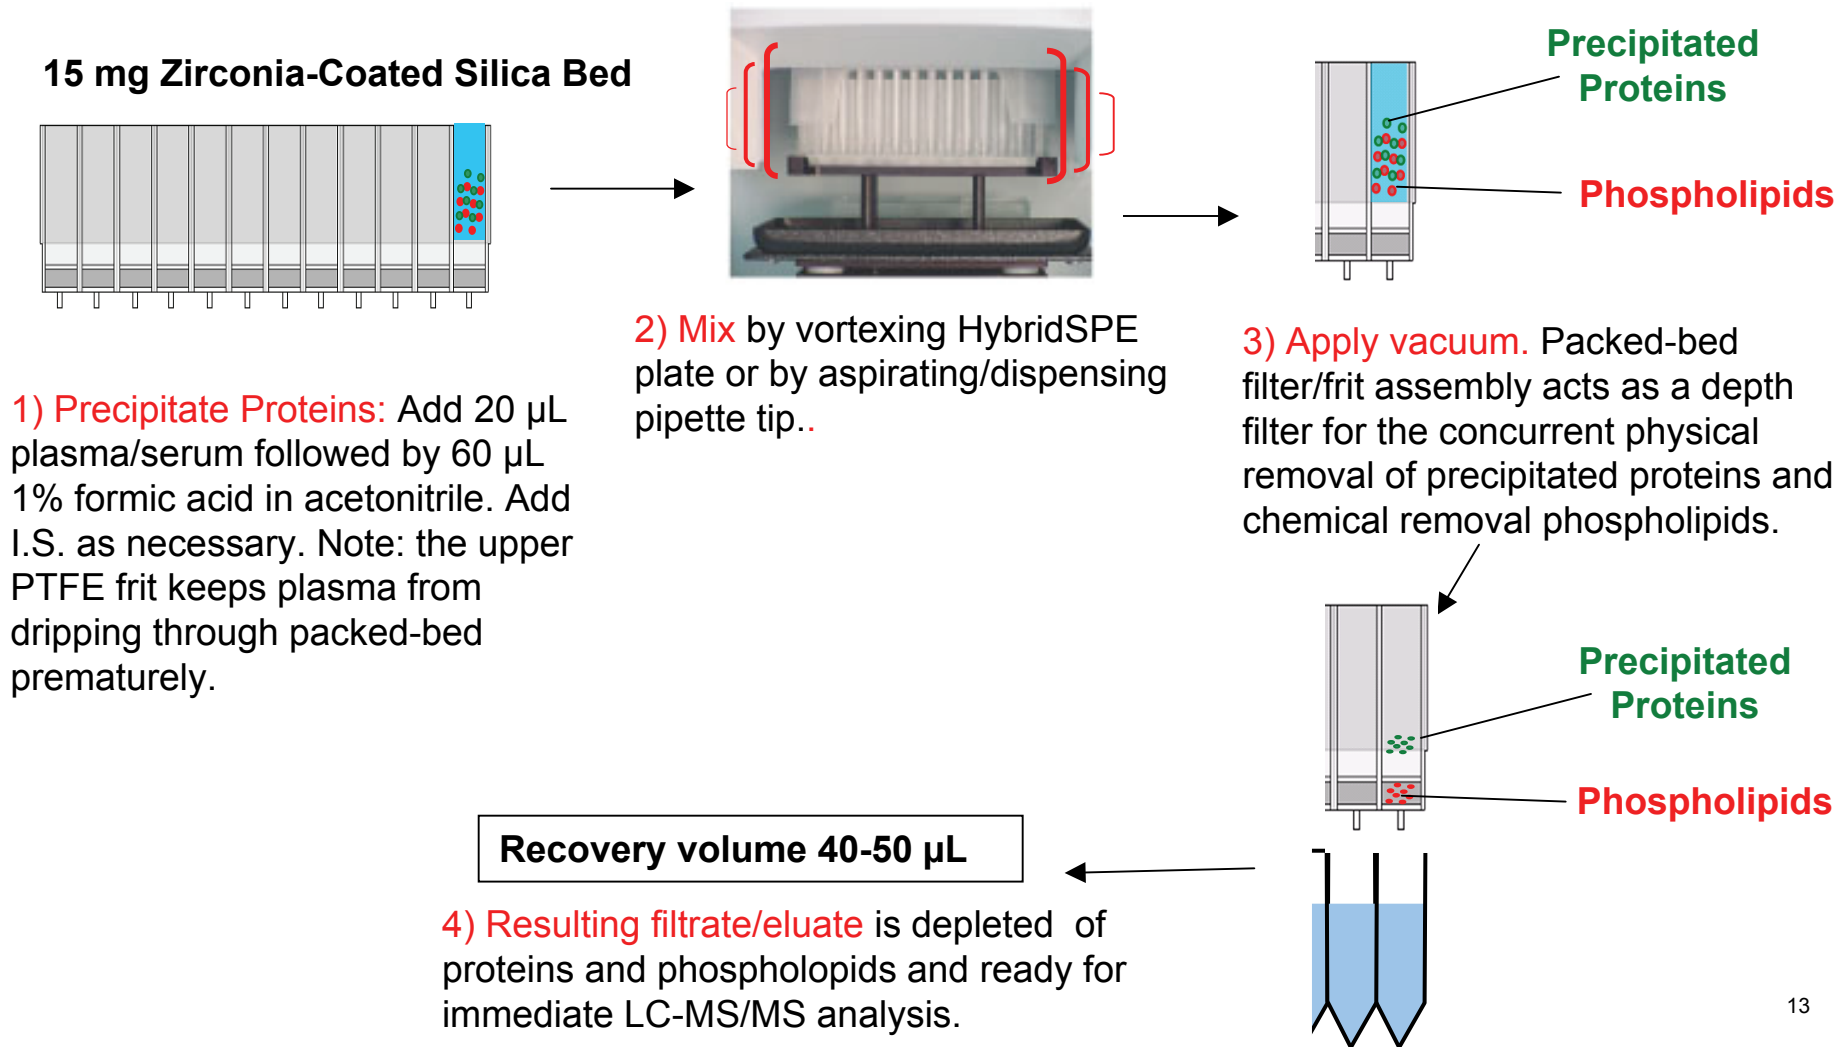 15 mg Zirconia-Coated Silica Bed
1) Precipitate Proteins: Add 20 µL
plasma/serum followed by 60 µL
1% formic acid in acetonitrile. Add
I.S. as necessary. Note: the upper
PTFE frit keeps plasma from
dripping through packed-bed
prematurely.
2) Mix by vortexing HybridSPE
plate or by aspirating/dispensing
pipette tip..
Precipitated
Proteins
Phospholipids
3) Apply vacuum. Packed-bed
filter/frit assembly acts as a depth
filter for the concurrent physical
removal of precipitated proteins and
chemical removal phospholipids.
Precipitated
Proteins
Phospholipids
Recovery volume 40-50 µL
4) Resulting filtrate/eluate is depleted  of
proteins and phospholopids and ready for
immediate LC-MS/MS analysis.
13